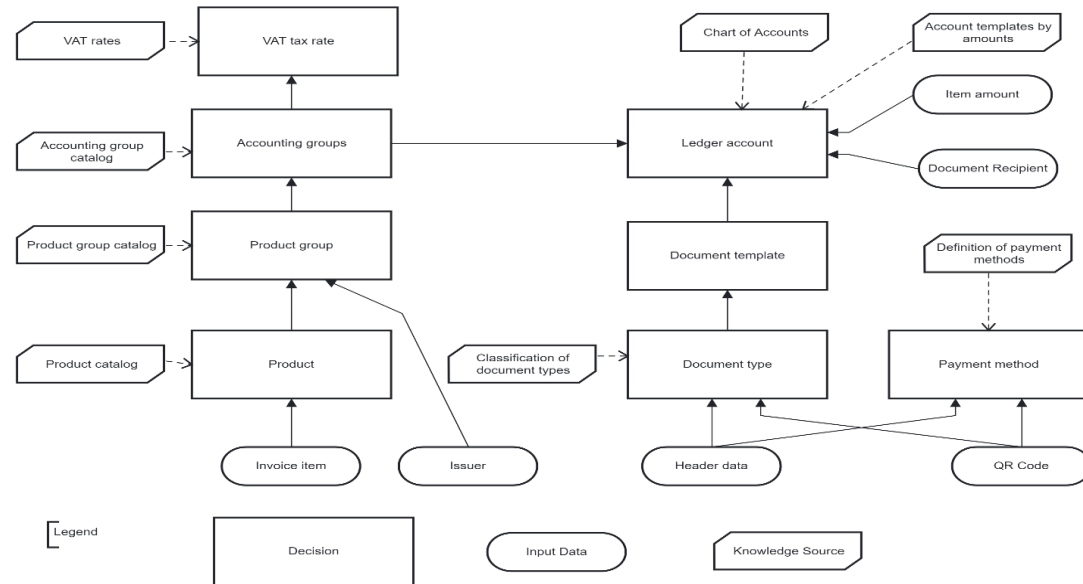 VAT rates
VAT tax rate
Chart of Accounts
Account templates by
amounts
Item amount
Accounting group
catalog
Accounting groups
Ledger account
Document Recipient
Product group catalog
Product group
Document template
Definition of payment
methods
Product catalog
Product
Classification of
document types
Document type
Payment method
Invoice item
Issuer
Header data
QR Code
Legend
Decision
Input Data
Knowledge Source